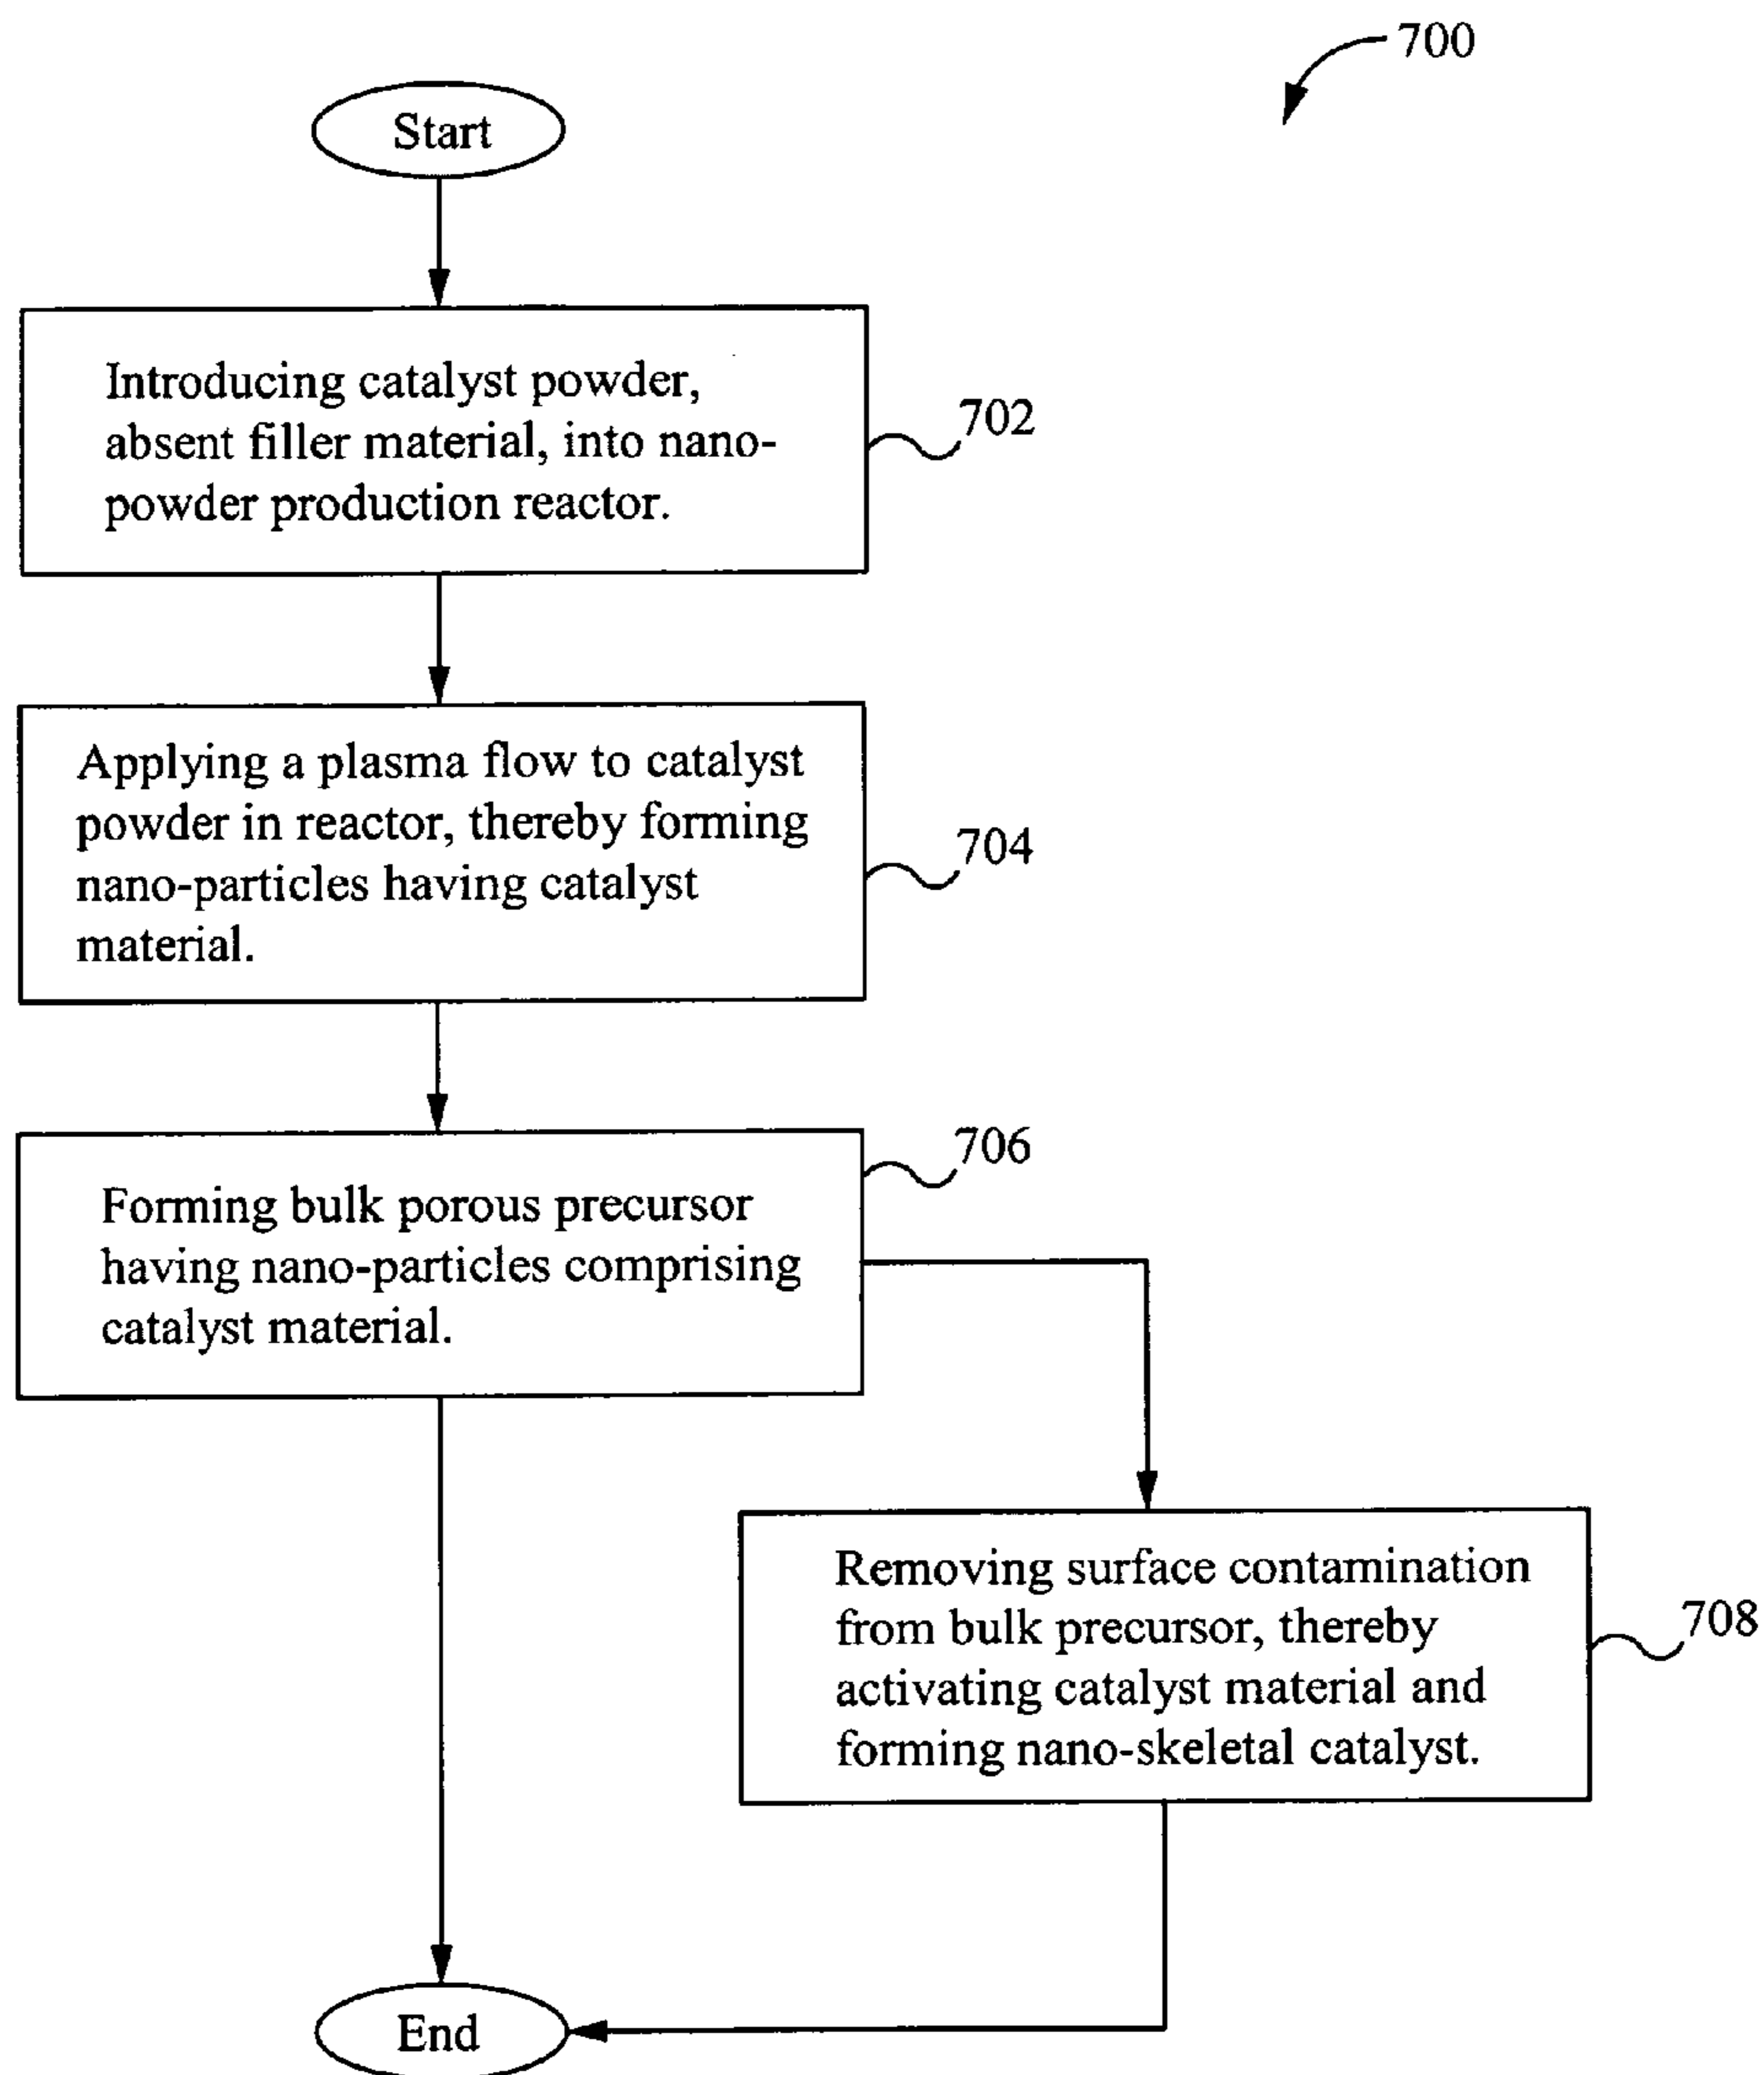 700
Start
Introducing catalyst powder,
absent filler material, into nano-
powder production reactor.
702
Applying a plasma flow to catalyst
powder in reactor, thereby forming
nano-particles having catalyst
material.
704
706
Forming bulk porous precursor
having nano-particles comprising
catalyst material.
Removing surface contamination
from bulk precursor, thereby
activating catalyst material and
forming nano-skeletal catalyst.
708
End